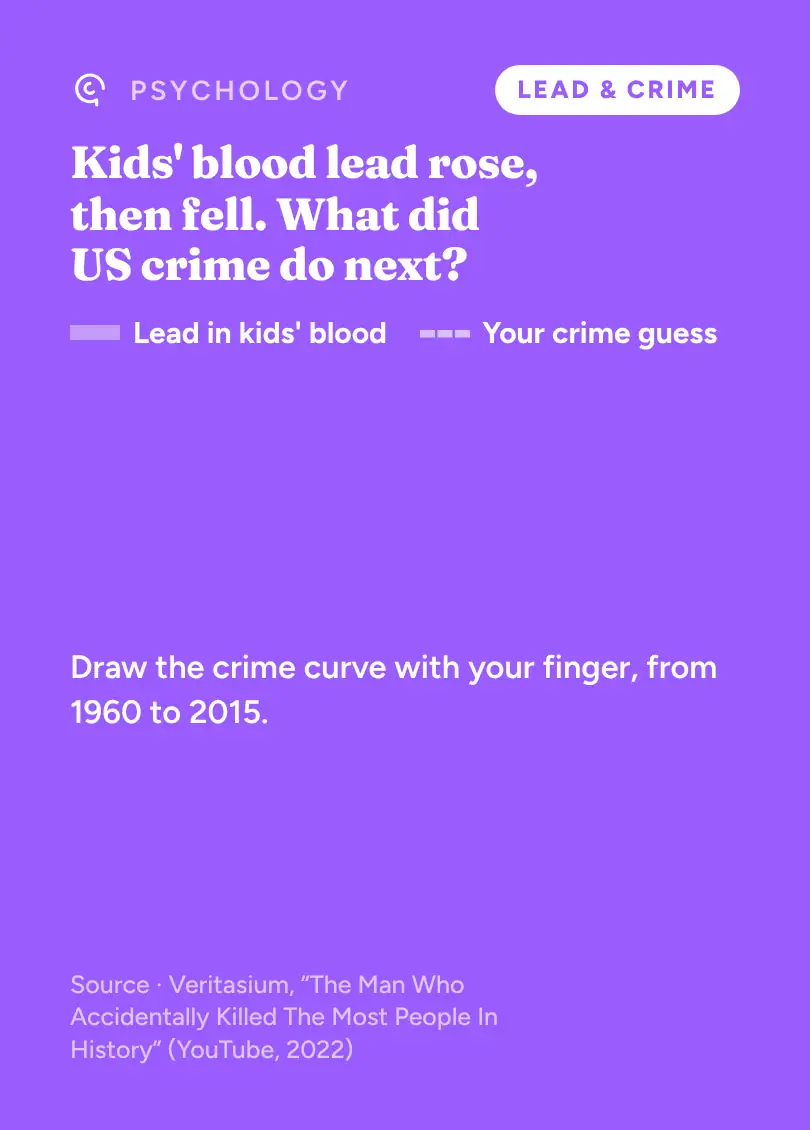 PSYCHOLOGY
LEAD & CRIME
Kids' blood lead rose,
then fell. What did
US crime do next?
Lead in kids' blood
Your crime guess
Draw the crime curve with your finger, from
1960 to 2015.
Source · Veritasium, “The Man Who
Accidentally Killed The Most People In
History” (YouTube, 2022)